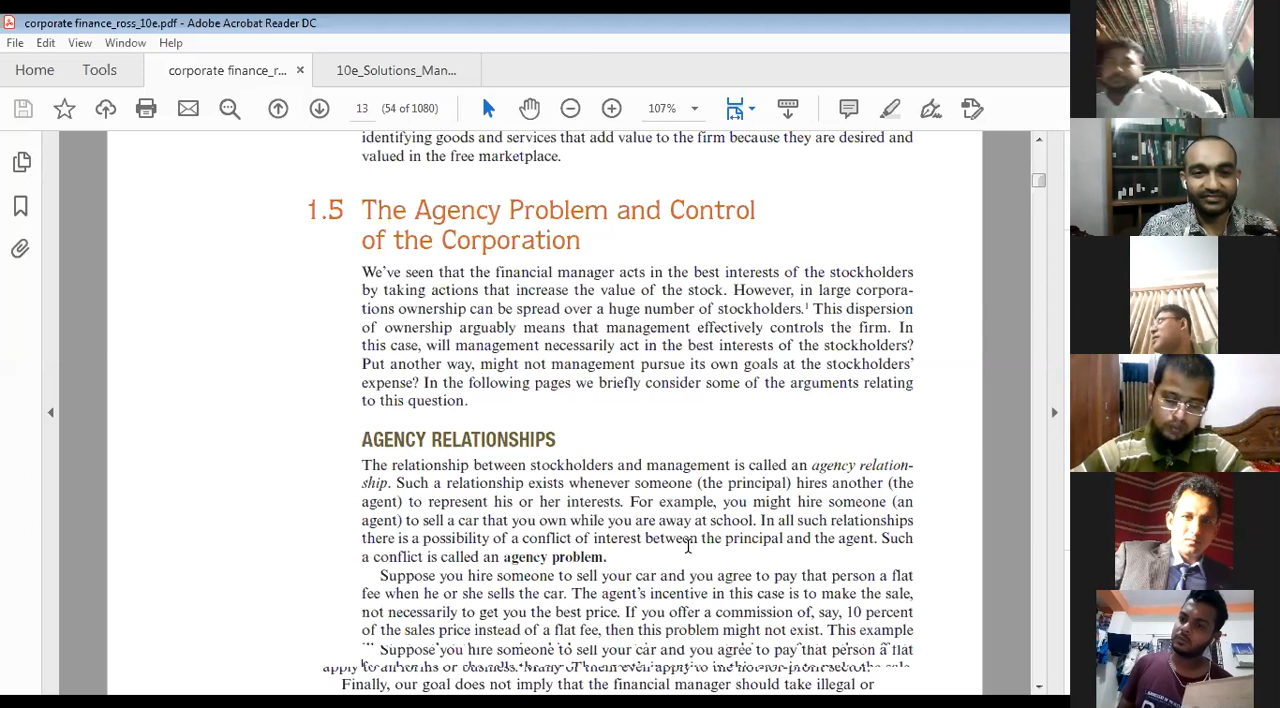 corporate finance_ross_10e.pdf - Adobe Acrobat Reader DC
File Edit View Window Help
Home Tools corporate finance_r... × 10e_Solutions_Man...
13 (54 of 1080) 107%
identifying goods and services that add value to the firm because they are desired and
valued in the free marketplace.
1.5 The Agency Problem and Control
of the Corporation
We've seen that the financial manager acts in the best interests of the stockholders
by taking actions that increase the value of the stock. However, in large corpora-
tions ownership can be spread over a huge number of stockholders.¹ This dispersion
of ownership arguably means that management effectively controls the firm. In
this case, will management necessarily act in the best interests of the stockholders?
Put another way, might not management pursue its own goals at the stockholders'
expense? In the following pages we briefly consider some of the arguments relating
to this question.
AGENCY RELATIONSHIPS
The relationship between stockholders and management is called an agency relation-
ship. Such a relationship exists whenever someone (the principal) hires another (the
agent) to represent his or her interests. For example, you might hire someone (an
agent) to sell a car that you own while you are away at school. In all such relationships
there is a possibility of a conflict of interest between the principal and the agent. Such
a conflict is called an agency problem.
Suppose you hire someone to sell your car and you agree to pay that person a flat
fee when he or she sells the car. The agent's incentive in this case is to make the sale,
not necessarily to get you the best price. If you offer a commission of, say, 10 percent
of the sales price instead of a flat fee, then this problem might not exist. This example
Suppose you hire someone to sell your car and you agree to pay that person a flat
Finally, our goal does not imply that the financial manager should take illegal or